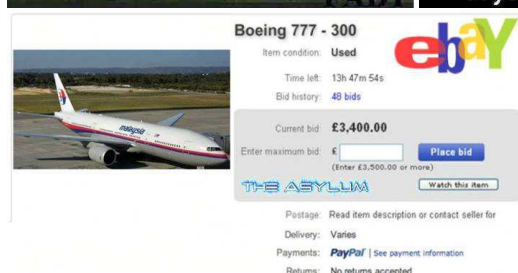 Boeing 777 - 300
ebaY
Item condition: Used
Time left: 13h 47m 54s
Bid history: 48 bids
malaysia
Current bid: £3,400.00
Enter maximum bid: £ Place bid
(Enter £3,500.00 or more)
THE ASYLUM Watch this item
Postage: Read item description or contact seller for
Delivery: Varies
Payments: PayPal | See payment information
Returns: No returns accepted